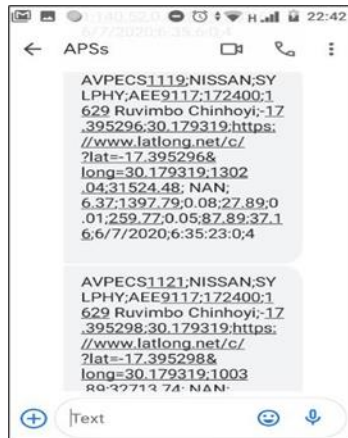 22:42
APSs
AVPECS1119;NISSAN;SY
LPHY;AEE9117;172400;1
629 Ruvimbo Chinhoyi;-17
.395296;30.179319;https:
//www.latlong.net/c/
?lat=-17.395296&
long=30.179319;1302
.04;31524.48; NAN;
6.37;1397.79;0.08;27.89;0
.01;259.77;0.05;87.89;37.1
6;6/7/2020;6:35:23:0;4
AVPECS1121;NISSAN;SY
LPHY;AEE9117;172400;1
629 Ruvimbo Chinhoyi;-17
.395298;30.179319;https:
//www.latlong.net/c/
?lat=-17.395298&
long=30.179319;1003
.89;32713.74; NAN;
Text